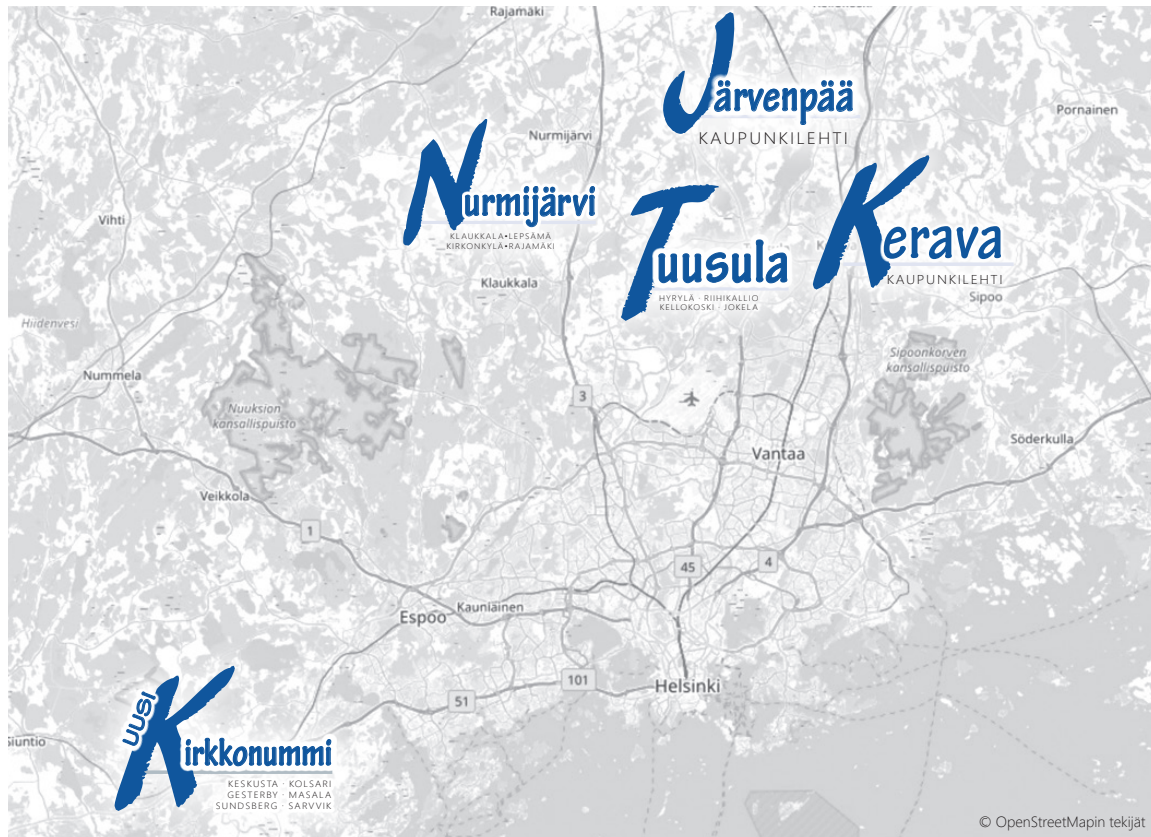 Rajamäki
Järvenpää
KAUPUNKILEHTI
Pornainen
Nurmijärvi
Nurmijärvi
KLAUKKALA•LEPSÄMÄ
KIRKONKYLÄ•RAJAMÄKI
Vihti
Kerava
KAUPUNKILEHTI
Tuusula
HYRYLÄ · RIIHIKALLIO
KELLOKOSKI · JOKELA
Klaukkala
Sipoo
Hiidenvesi
Sipoonkorven
kansallispuisto
Nummela
3
Nuuksion
kansallispuisto
Söderkulla
Vantaa
Veikkola
1
45
4
Kauniainen
Espoo
101
Helsinki
51
UUSI
Kirkkonummi
KESKUSTA · KOLSARI
GESTERBY · MASALA
SUNDSBERG · SARVVIK
© OpenStreetMapin tekijät